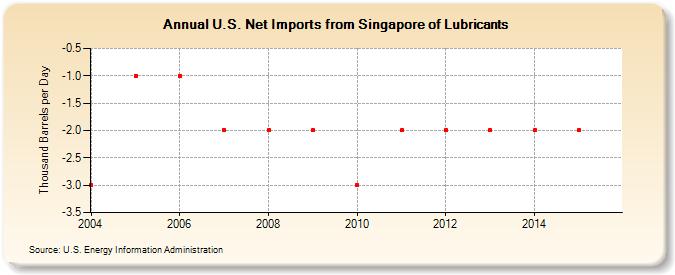 Annual U.S. Net Imports from Singapore of Lubricants
Thousand Barrels per Day
-0.5
-1.0
-1.5
-2.0
-2.5
-3.0
-3.5
2004 2006 2008 2010 2012 2014
Source: U.S. Energy Information Administration